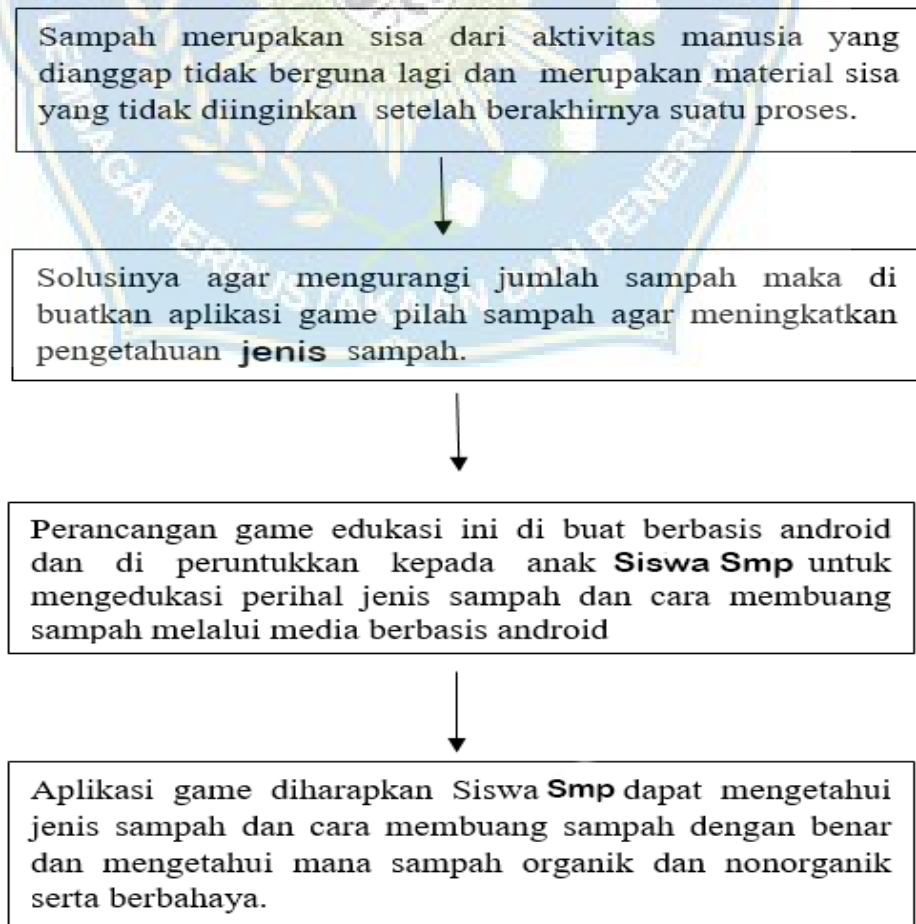 Sampah merupakan sisa dari aktivitas manusia yang
dianggap tidak berguna lagi dan merupakan material sisa
yang tidak diinginkan setelah berakhirnya suatu proses.
Solusinya agar mengurangi jumlah sampah maka di
buatkan aplikasi game pilah sampah agar meningkatkan
pengetahuan jenis sampah.
Perancangan game edukasi ini di buat berbasis android
dan di peruntukkan kepada anak Siswa Smp untuk
mengedukasi perihal jenis sampah dan cara membuang
sampah melalui media berbasis android
Aplikasi game diharapkan Siswa Smp dapat mengetahui
jenis sampah dan cara membuang sampah dengan benar
dan mengetahui mana sampah organik dan nonorganik
serta berbahaya.